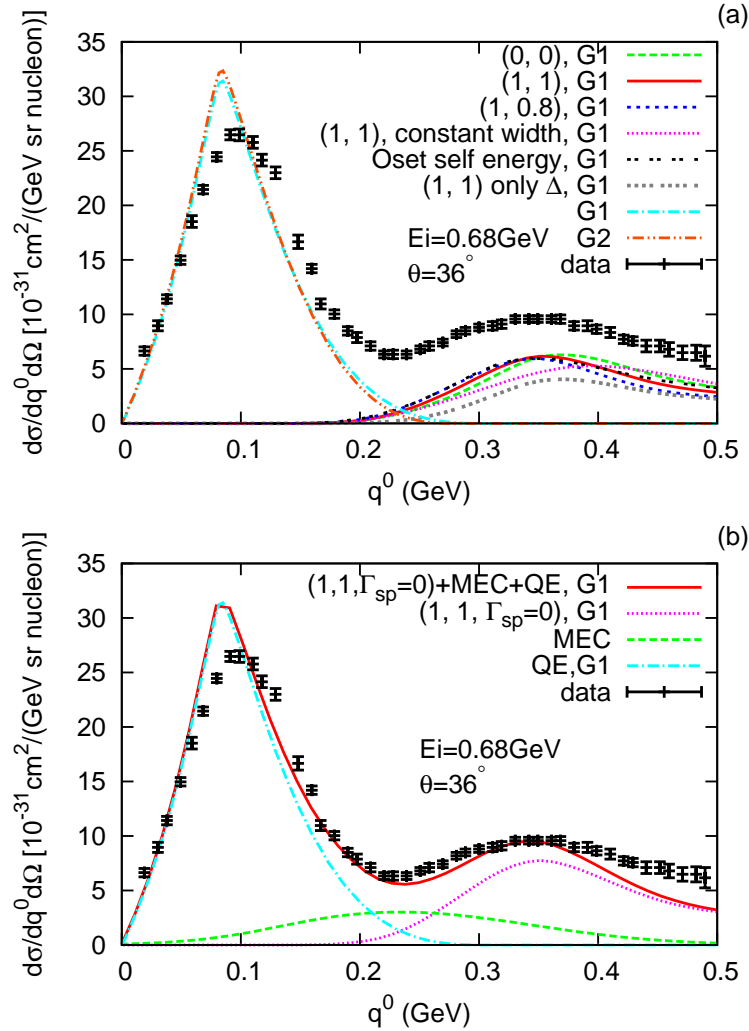 (a)
dσ/dq⁰dΩ [10⁻³¹cm²/(GeV sr nucleon)]
35
30
25
20
15
10
5
0
(0, 0), G1
(1, 1), G1
(1, 0.8), G1
(1, 1), constant width, G1
Oset self energy, G1
(1, 1) only Δ, G1
G1
G2
data
Ei=0.68GeV
θ=36°
0 0.1 0.2 0.3 0.4 0.5
q⁰ (GeV)
(b)
dσ/dq⁰dΩ [10⁻³¹cm²/(GeV sr nucleon)]
35
30
25
20
15
10
5
0
(1,1,Γsp=0)+MEC+QE, G1
(1, 1, Γsp=0), G1
MEC
QE,G1
data
Ei=0.68GeV
θ=36°
0 0.1 0.2 0.3 0.4 0.5
q⁰ (GeV)